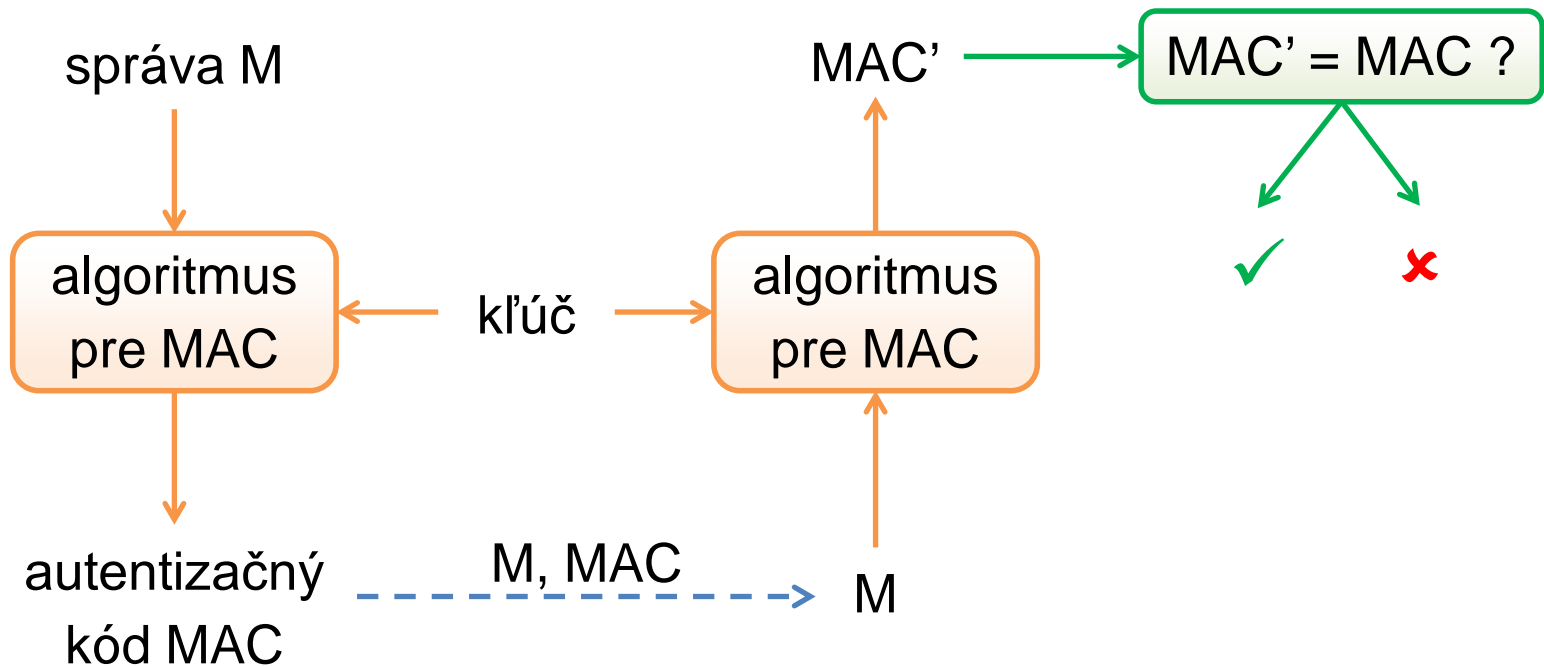 správa M
MAC’
MAC’ = MAC ?
algoritmus
pre MAC
kľúč
algoritmus
pre MAC
autentizačný
kód MAC
M, MAC
M